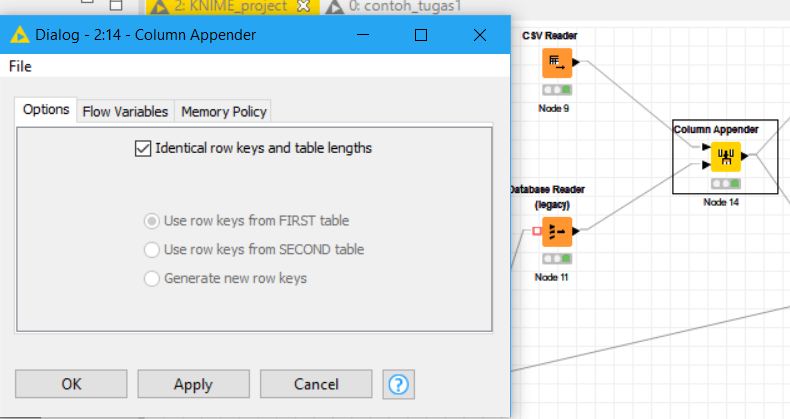 2: KNIME_project
0: contoh_tugas1
Dialog - 2:14 - Column Appender
File
Options
Flow Variables
Memory Policy
Identical row keys and table lengths
Use row keys from FIRST table
Use row keys from SECOND table
Generate new row keys
OK
Apply
Cancel
?
CSV Reader
Node 9
Column Appender
Node 14
Database Reader
(legacy)
Node 11